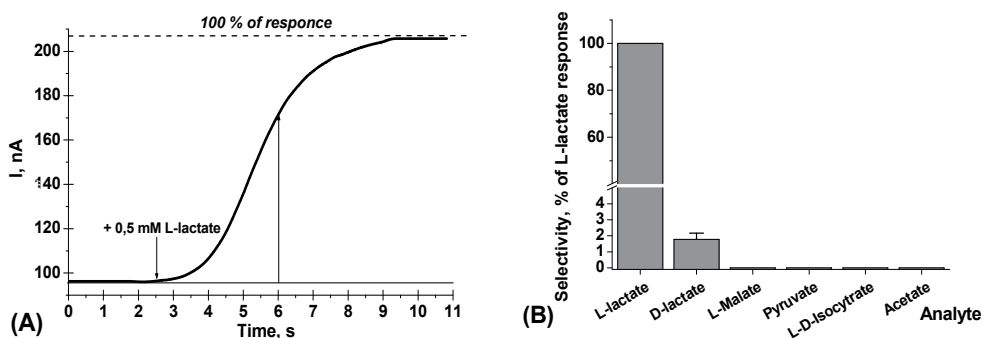 100 % of responce
200
180
160
140
120
100
I, nA
+ 0,5 mM L-lactate
0 1 2 3 4 5 6 7 8 9 10 11
Time, s
(A)
Selectivity, % of L-lactate response
100
80
60
4
3
2
1
0
L-lactate
D-lactate
L-Malate
Pyruvate
L-D-Isocytrate
Acetate
Analyte
(B)